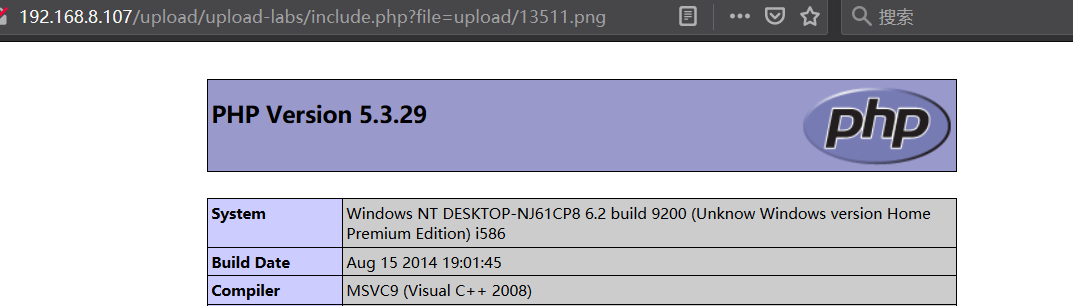 192.168.8.107/upload/upload-labs/include.php?file=upload/13511.png
搜索
PHP Version 5.3.29
php
System
Windows NT DESKTOP-NJ61CP8 6.2 build 9200 (Unknow Windows version Home
Premium Edition) i586
Build Date
Aug 15 2014 19:01:45
Compiler
MSVC9 (Visual C++ 2008)